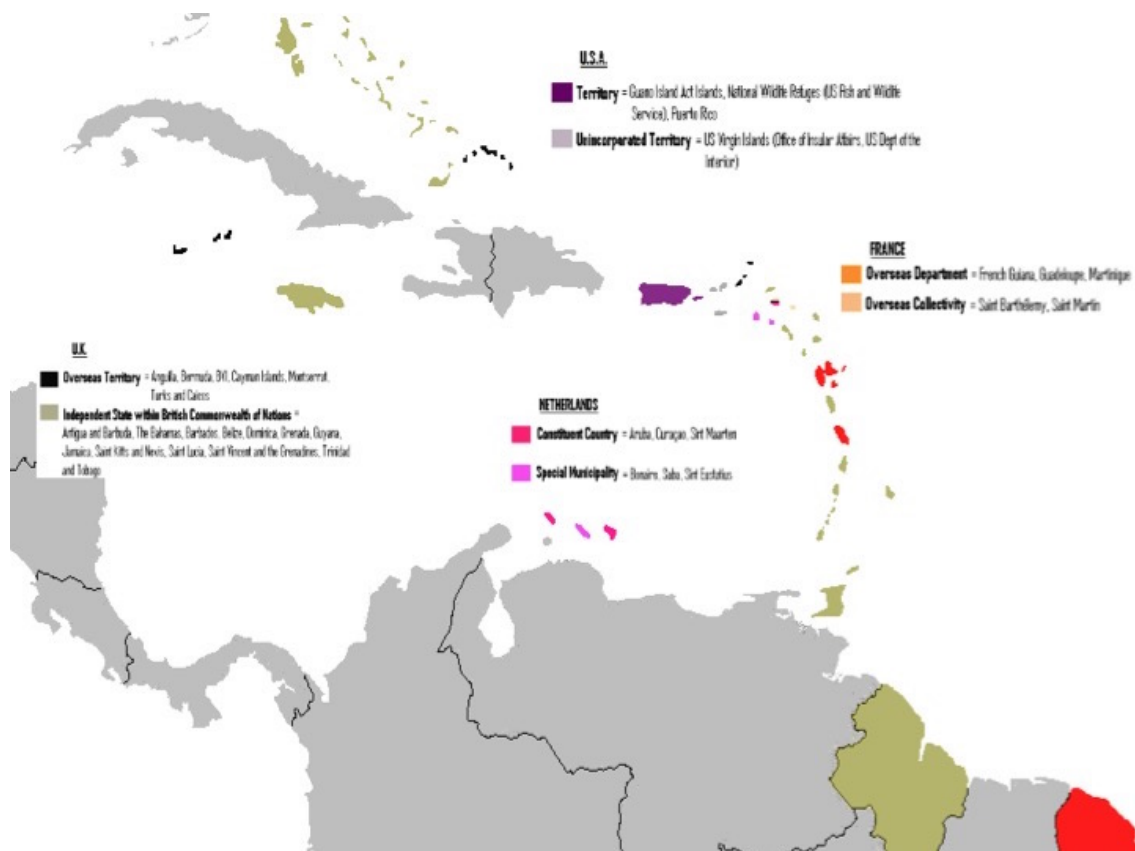 U.S.A.
Territory = Guano Island Act Islands, National Wildlife Refuges (US Fish and Wildlife
Service), Puerto Rico
Unincorporated Territory = US Virgin Islands (Office of Insular Affairs, US Dept of the
Interior)
FRANCE
Overseas Department = French Guiana, Guadeloupe, Martinique
Overseas Collectivity = Saint Barthélemy, Saint Martin
U.K.
Overseas Territory = Anguilla, Bermuda, BVI, Cayman Islands, Montserrat,
Turks and Caicos
Independent State within British Commonwealth of Nations =
Antigua and Barbuda, The Bahamas, Barbados, Belize, Dominica, Grenada, Guyana,
Jamaica, Saint Kitts and Nevis, Saint Lucia, Saint Vincent and the Grenadines, Trinidad
and Tobago
NETHERLANDS
Constituent Country = Aruba, Curaçao, Sint Maarten
Special Municipality = Bonaire, Saba, Sint Eustatius